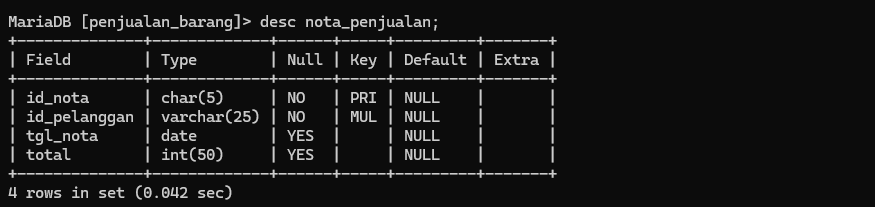 MariaDB [penjualan_barang]> desc nota_penjualan;
+--------------+-------------+------+-----+---------+-------+
| Field        | Type        | Null | Key | Default | Extra |
+--------------+-------------+------+-----+---------+-------+
| id_nota      | char(5)     | NO   | PRI | NULL    |       |
| id_pelanggan | varchar(25) | NO   | MUL | NULL    |       |
| tgl_nota     | date        | YES  |     | NULL    |       |
| total        | int(50)     | YES  |     | NULL    |       |
+--------------+-------------+------+-----+---------+-------+
4 rows in set (0.042 sec)